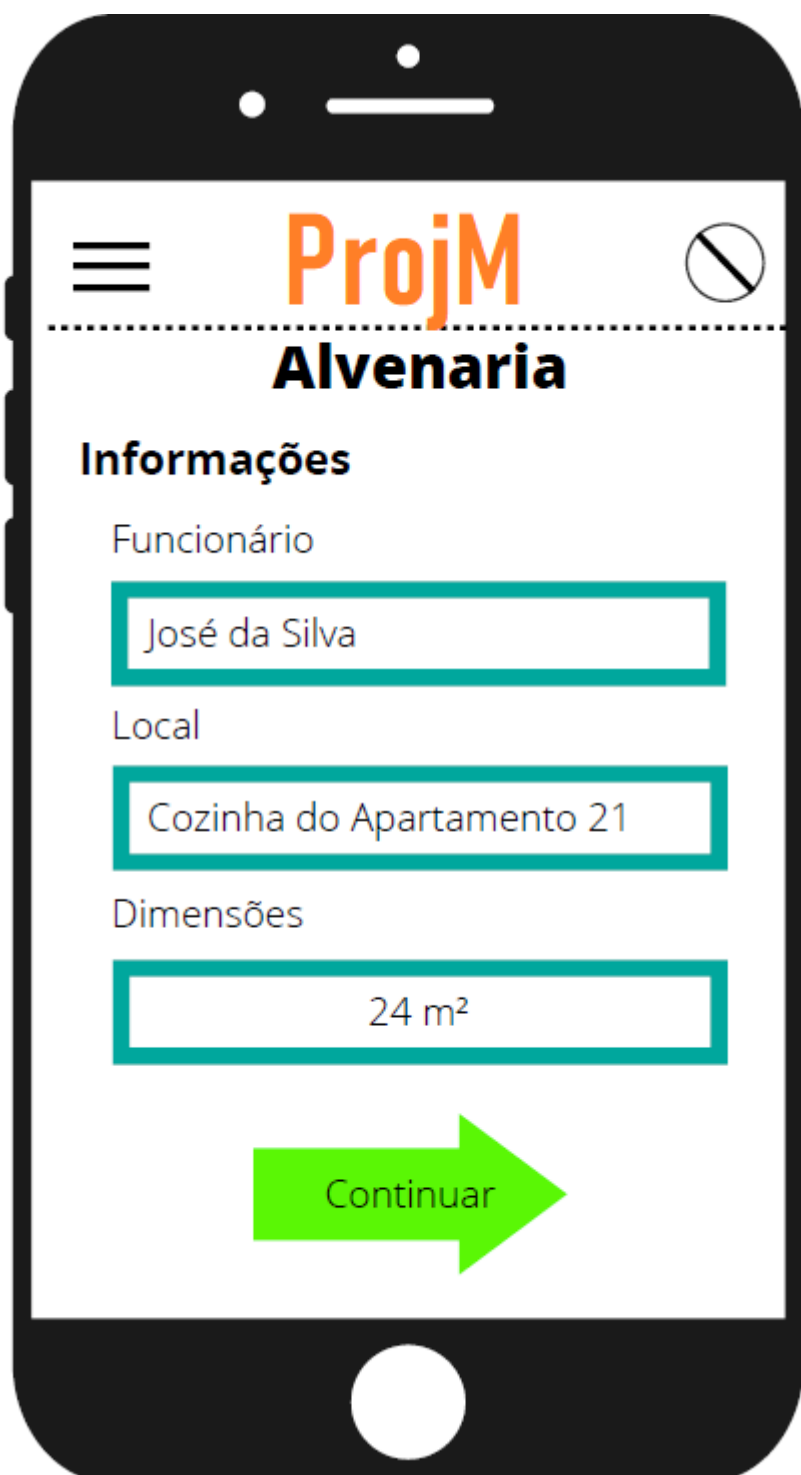 ProjM
Alvenaria
Informações
Funcionário
José da Silva
Local
Cozinha do Apartamento 21
Dimensões
24 m²
Continuar